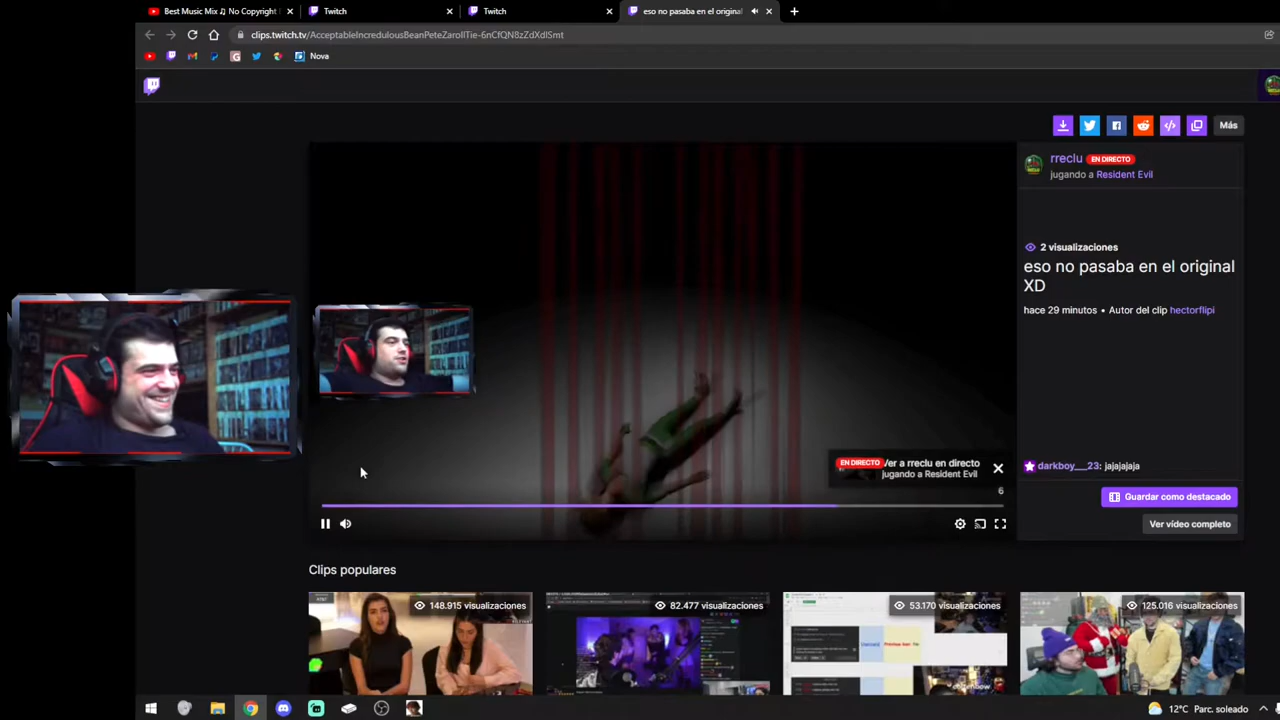 Best Music Mix ♫ No Copyright
Twitch
Twitch
eso no pasaba en el original
clips.twitch.tv/AcceptableIncredulousBeanPeteZarollTie-6nCfQN8zZdXdlSmt
Nova
Más
rreclu EN DIRECTO
jugando a Resident Evil
2 visualizaciones
eso no pasaba en el original
XD
hace 29 minutos • Autor del clip hectorflipi
EN DIRECTO Ver a rreclu en directo
jugando a Resident Evil
6
darkboy__23: jajajajaja
Guardar como destacado
Ver vídeo completo
Clips populares
148.915 visualizaciones
82.477 visualizaciones
53.170 visualizaciones
125.016 visualizaciones
12°C Parc. soleado